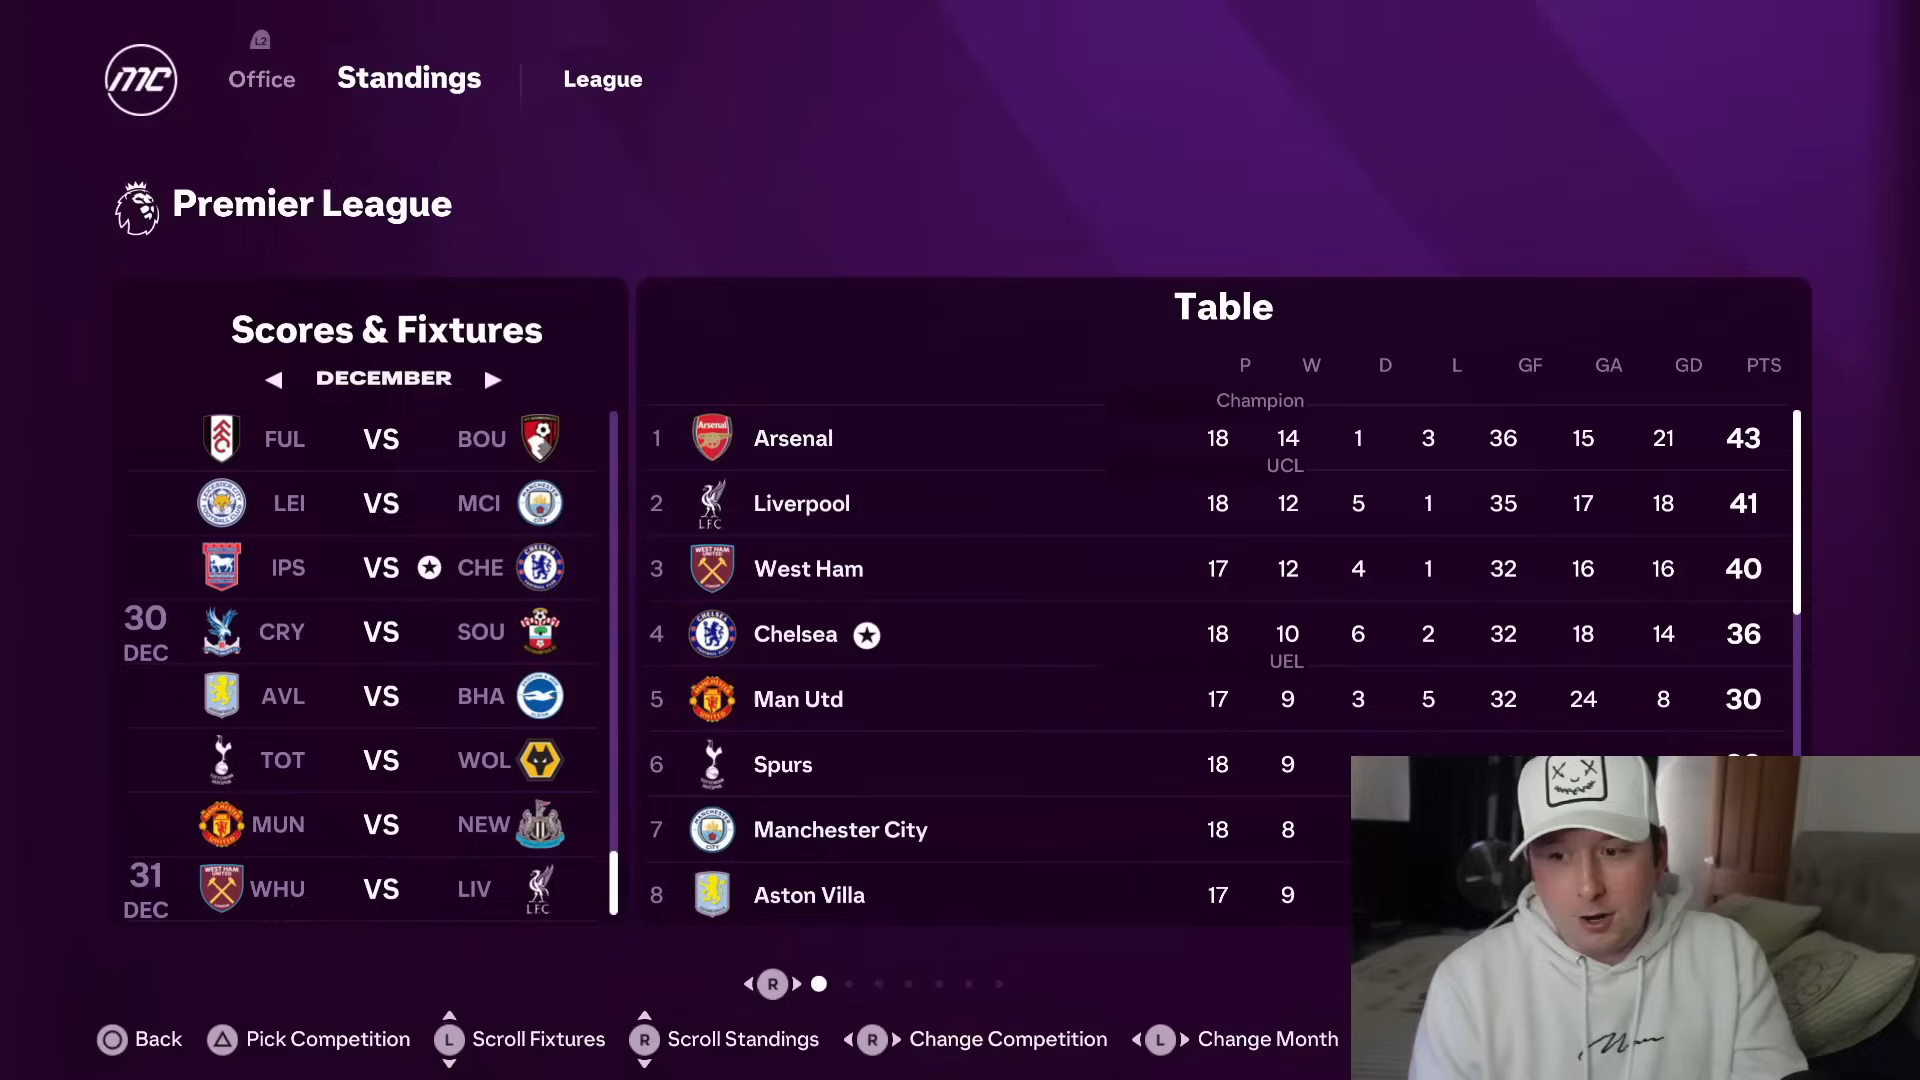 L2
MC Office Standings League
Premier League
Scores & Fixtures
DECEMBER
FUL VS BOU
LEI VS MCI
IPS VS CHE
30 DEC CRY VS SOU
AVL VS BHA
TOT VS WOL
MUN VS NEW
31 DEC WHU VS LIV
Table
P W D L GF GA GD PTS
Champion
1 Arsenal 18 14 1 3 36 15 21 43
UCL
2 Liverpool 18 12 5 1 35 17 18 41
3 West Ham 17 12 4 1 32 16 16 40
4 Chelsea 18 10 6 2 32 18 14 36
UEL
5 Man Utd 17 9 3 5 32 24 8 30
6 Spurs 18 9
7 Manchester City 18 8
8 Aston Villa 17 9
R
Back Pick Competition L Scroll Fixtures R Scroll Standings R Change Competition L Change Month